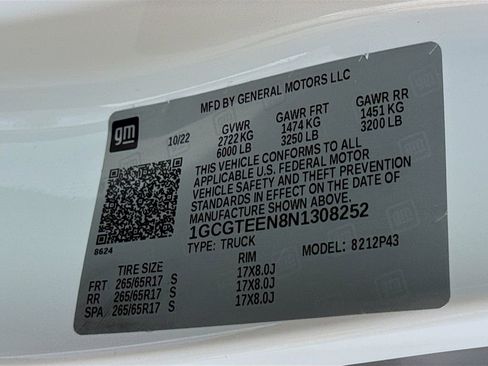 MFD BY GENERAL MOTORS LLC
gm
10/22 GVWR GAWR FRT GAWR RR
2722 KG 1474 KG 1451 KG
6000 LB 3250 LB 3200 LB
THIS VEHICLE CONFORMS TO ALL
APPLICABLE U.S. FEDERAL MOTOR
VEHICLE SAFETY AND THEFT PREVENTION
STANDARDS IN EFFECT ON THE DATE OF
MANUFACTURE SHOWN ABOVE.
1GCGTEEN8N1308252
8624
TYPE: TRUCK MODEL: 8212P43
TIRE SIZE RIM
FRT 265/65R17 S 17X8.0J
RR 265/65R17 S 17X8.0J
SPA 265/65R17 S 17X8.0J